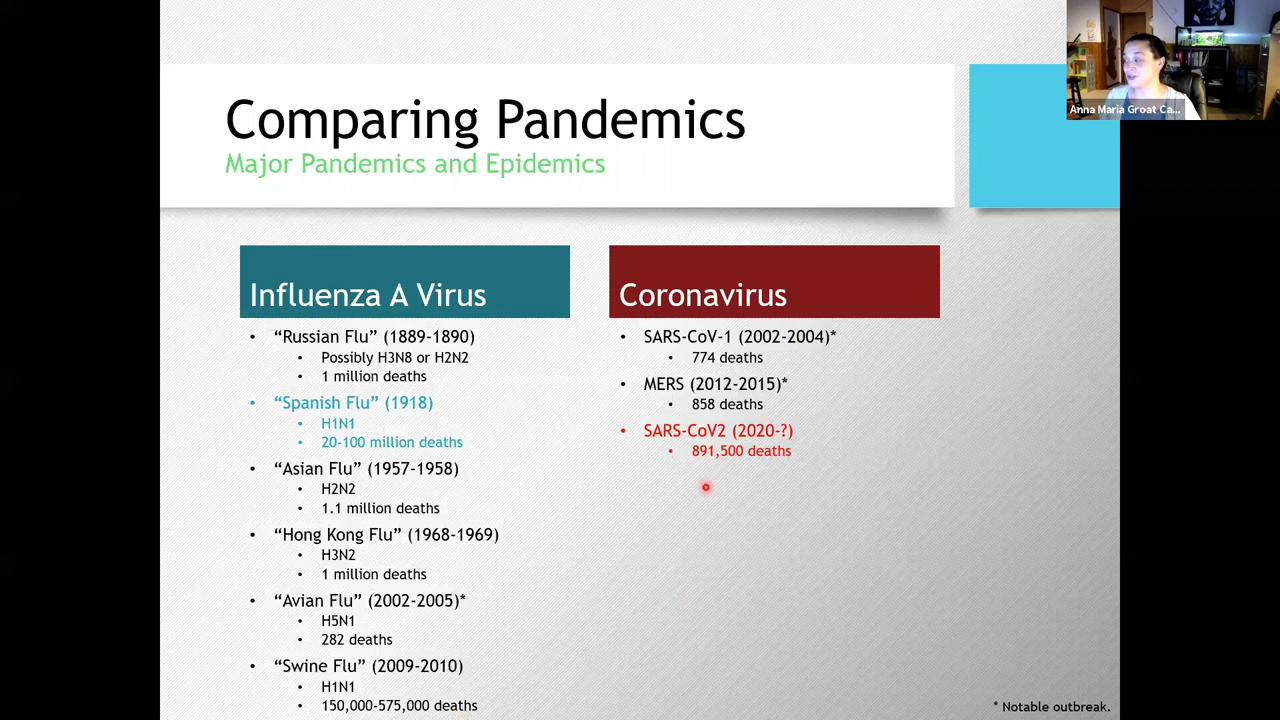 Comparing Pandemics
Major Pandemics and Epidemics
Anna Maria Groat Ca...
Influenza A Virus
• “Russian Flu” (1889-1890)
• Possibly H3N8 or H2N2
• 1 million deaths
• “Spanish Flu” (1918)
• H1N1
• 20-100 million deaths
• “Asian Flu” (1957-1958)
• H2N2
• 1.1 million deaths
• “Hong Kong Flu” (1968-1969)
• H3N2
• 1 million deaths
• “Avian Flu” (2002-2005)*
• H5N1
• 282 deaths
• “Swine Flu” (2009-2010)
• H1N1
• 150,000-575,000 deaths
Coronavirus
• SARS-CoV-1 (2002-2004)*
• 774 deaths
• MERS (2012-2015)*
• 858 deaths
• SARS-CoV2 (2020-?)
• 891,500 deaths
* Notable outbreak.